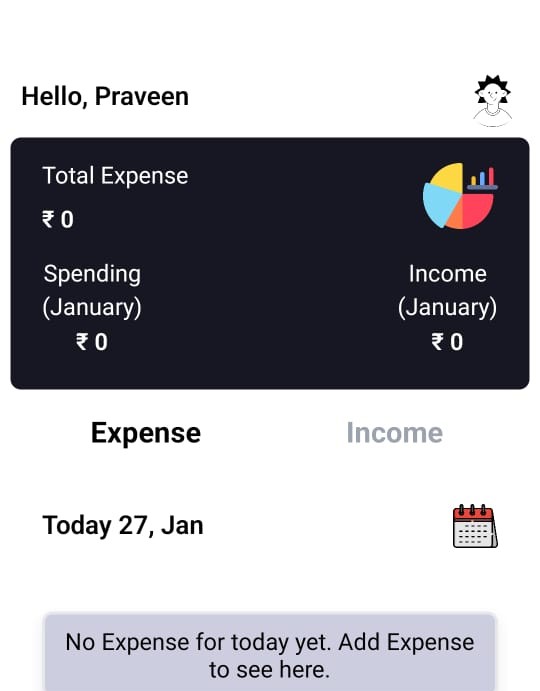 Hello, Praveen
Total Expense
₹ 0
Spending
(January)
₹ 0
Income
(January)
₹ 0
Expense
Income
Today 27, Jan
No Expense for today yet. Add Expense
to see here.